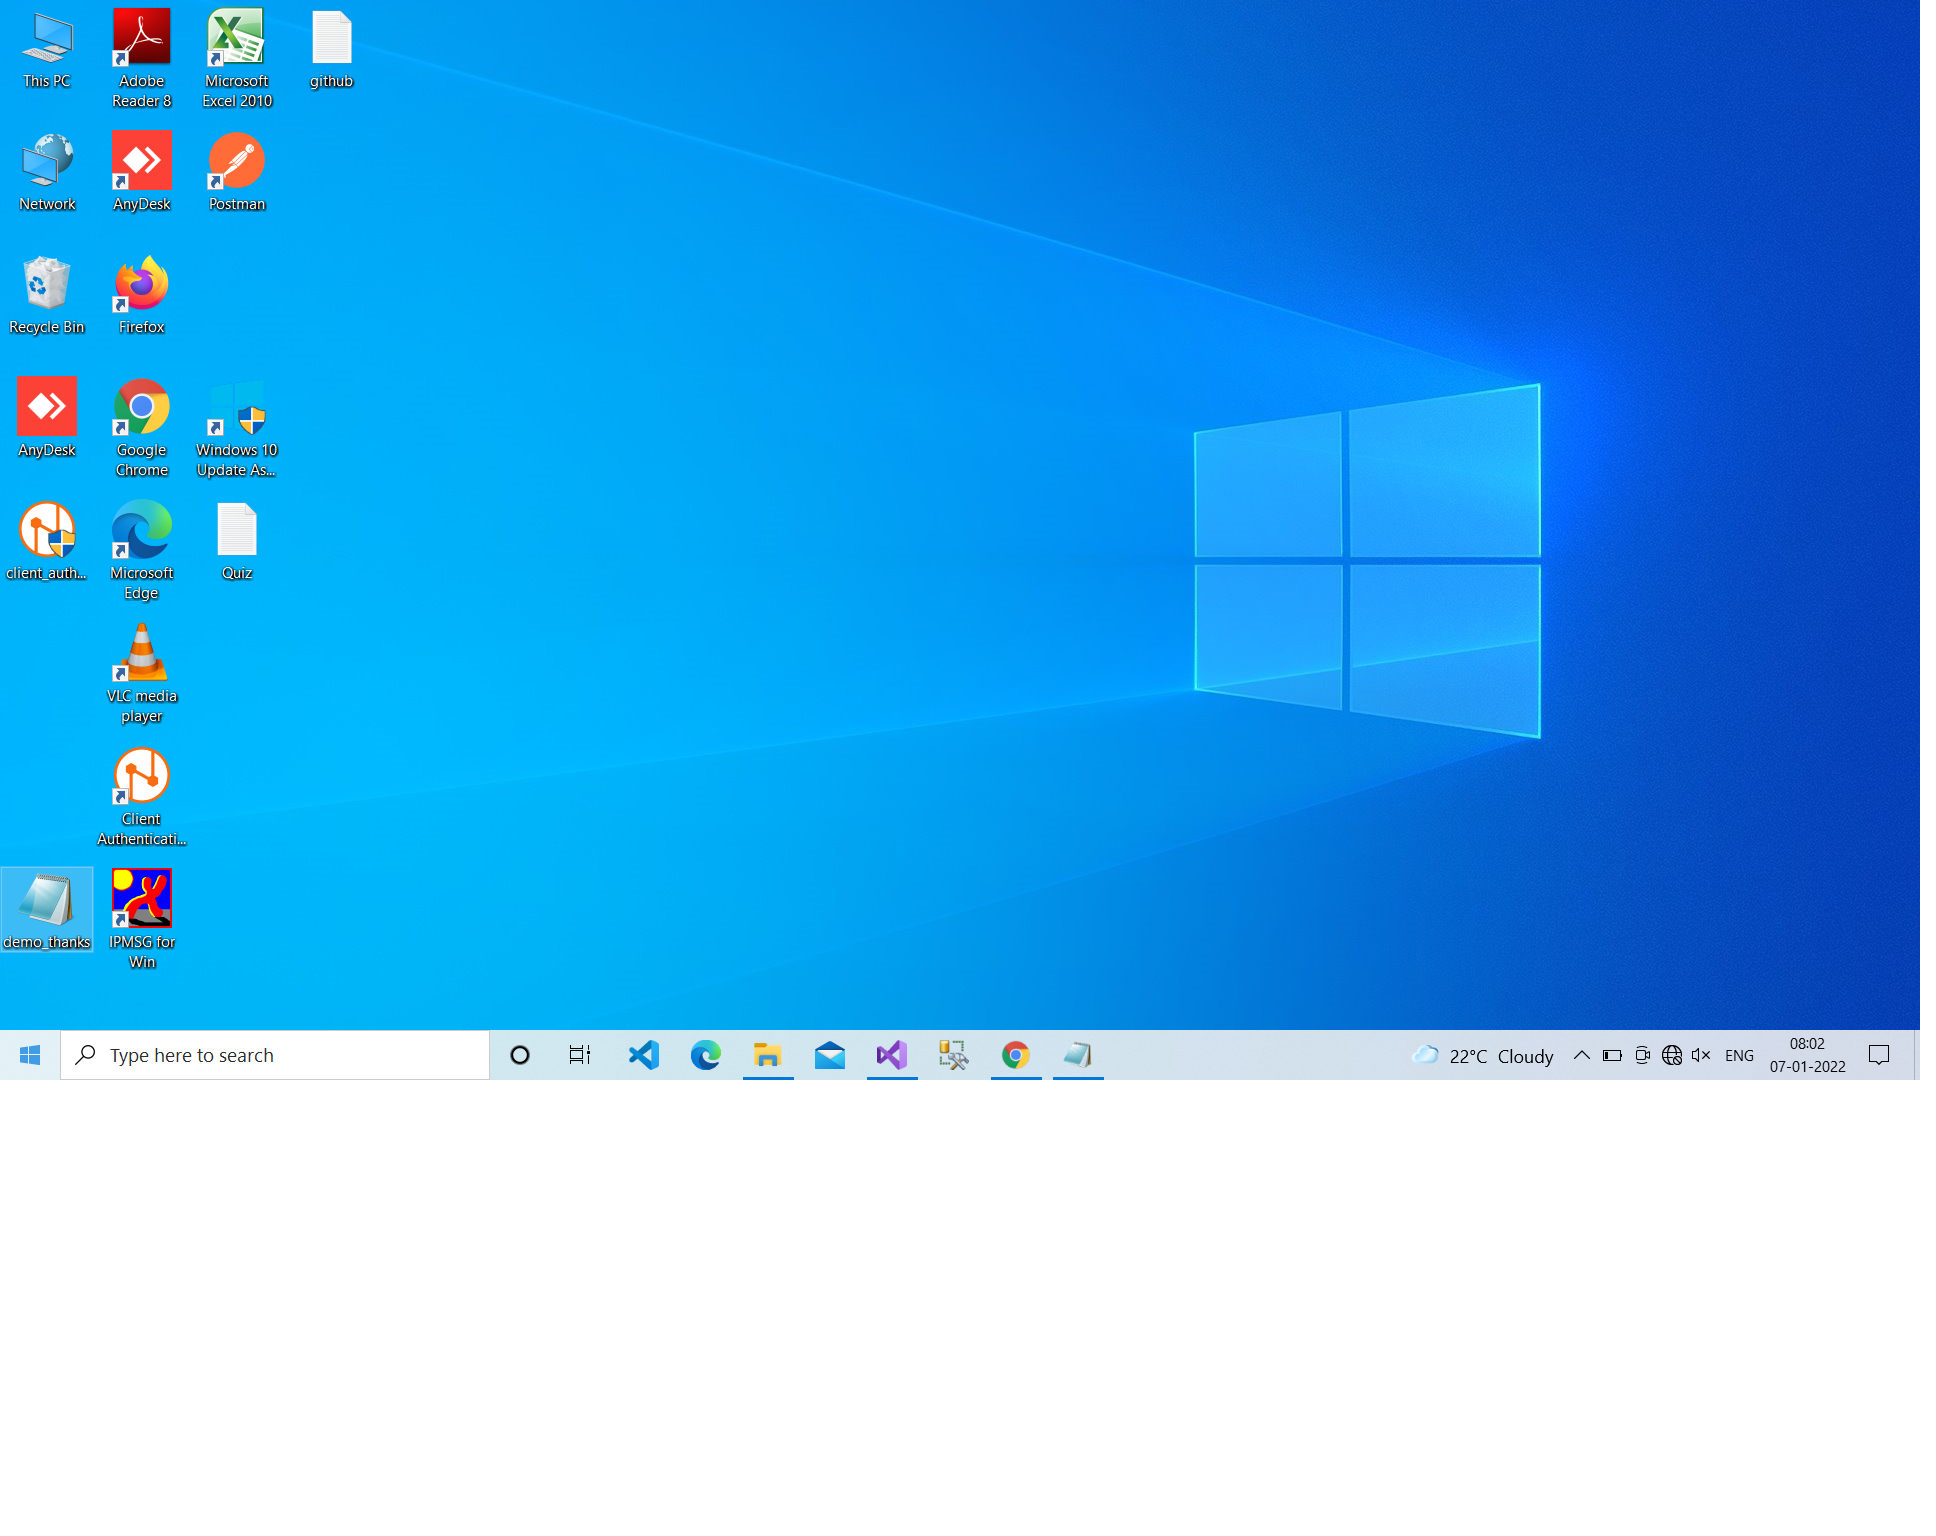 This PC
Adobe
Reader 8
Microsoft
Excel 2010
github
Network
AnyDesk
Postman
Recycle Bin
Firefox
AnyDesk
Google
Chrome
Windows 10
Update As...
client_auth...
Microsoft
Edge
Quiz
VLC media
player
Client
Authenticati...
demo_thanks
IPMSG for
Win
Type here to search
22°C Cloudy
ENG
08:02
07-01-2022